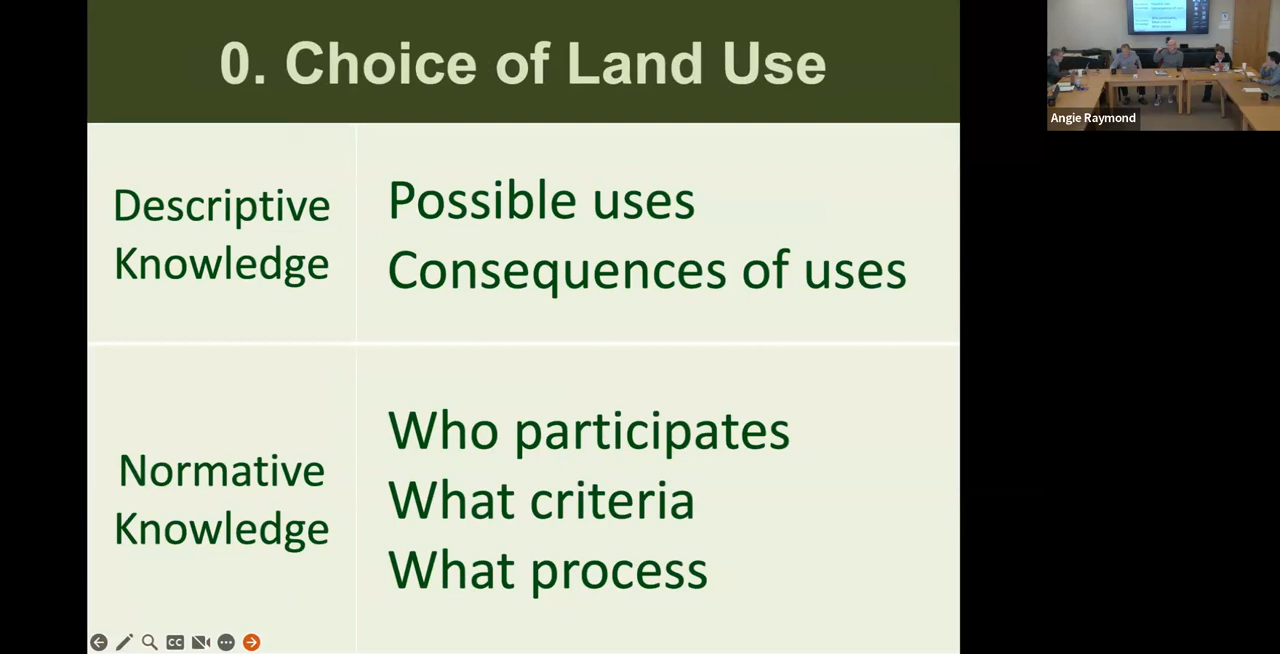 0. Choice of Land Use
Descriptive
Knowledge
Possible uses
Consequences of uses
Normative
Knowledge
Who participates
What criteria
What process
Angie Raymond
CC